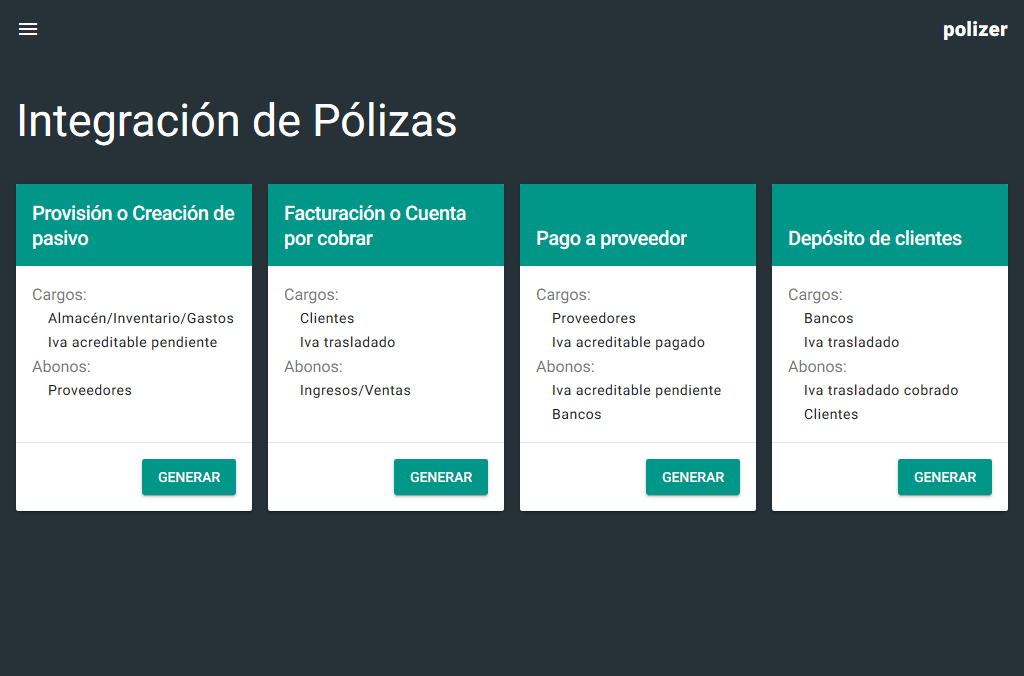 polizer
Integración de Pólizas
Provisión o Creación de
pasivo
Cargos:
Almacén/Inventario/Gastos
Iva acreditable pendiente
Abonos:
Proveedores
GENERAR
Facturación o Cuenta
por cobrar
Cargos:
Clientes
Iva trasladado
Abonos:
Ingresos/Ventas
GENERAR
Pago a proveedor
Cargos:
Proveedores
Iva acreditable pagado
Abonos:
Iva acreditable pendiente
Bancos
GENERAR
Depósito de clientes
Cargos:
Bancos
Iva trasladado
Abonos:
Iva trasladado cobrado
Clientes
GENERAR